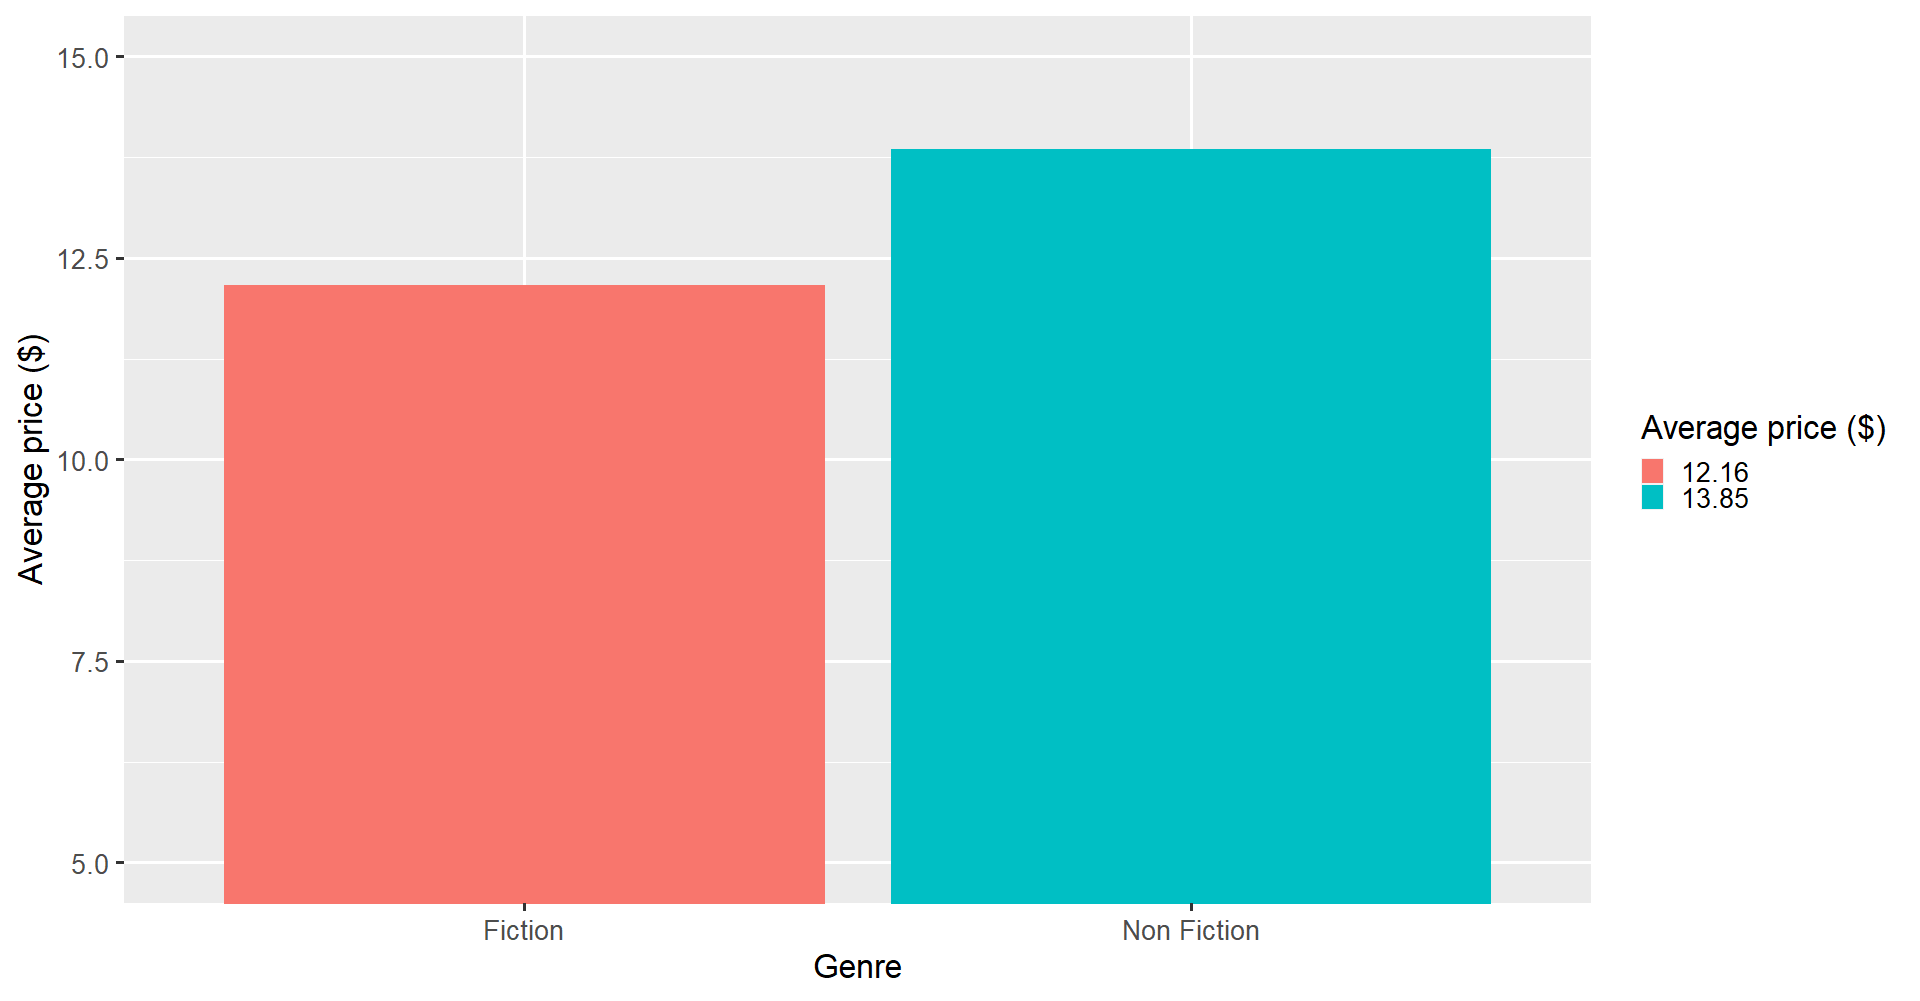 15.0
12.5
10.0
7.5
5.0
Average price ($)
Fiction
Non Fiction
Genre
Average price ($)
12.16
13.85